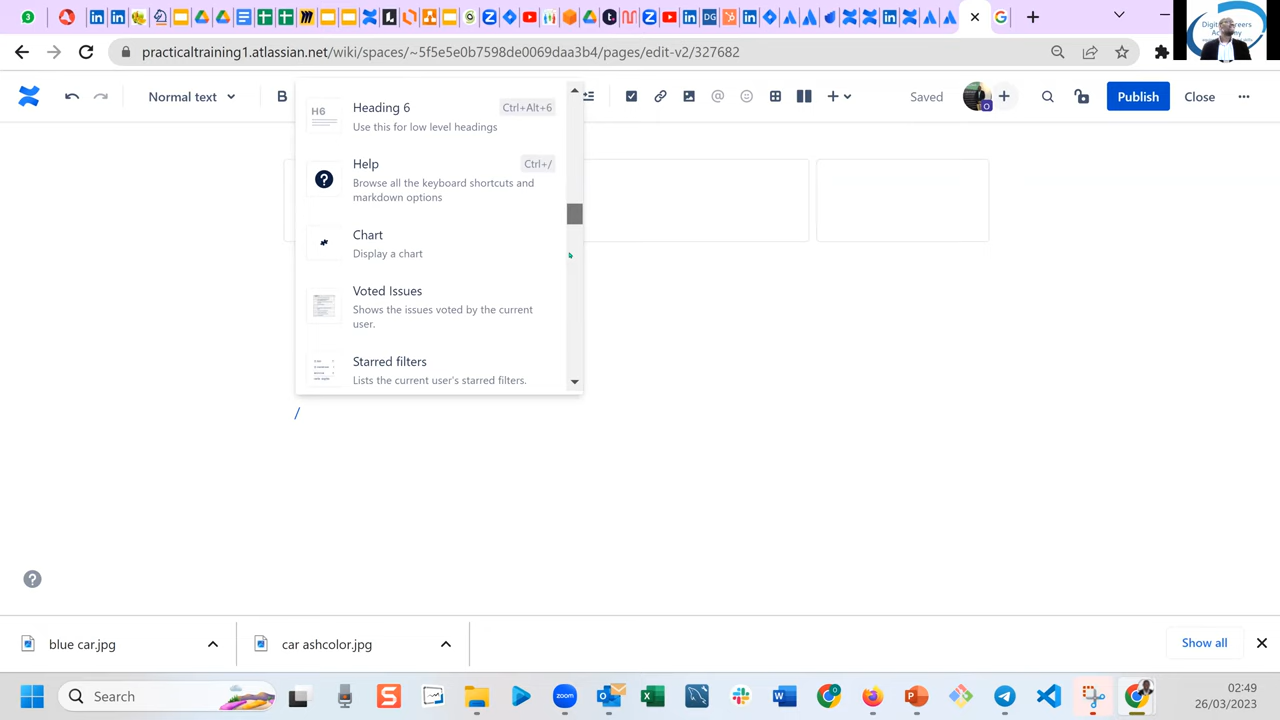 practicaltraining1.atlassian.net/wiki/spaces/~5f5e5e0b7598de0069daa3b4/pages/edit-v2/327682
Normal text
B
Saved
Publish
Close
H6
Heading 6
Ctrl+Alt+6
Use this for low level headings
Help
Ctrl+/
Browse all the keyboard shortcuts and
markdown options
Chart
Display a chart
Voted Issues
Shows the issues voted by the current
user.
Starred filters
Lists the current user's starred filters.
/
blue car.jpg
car ashcolor.jpg
Show all
Search
02:49
26/03/2023